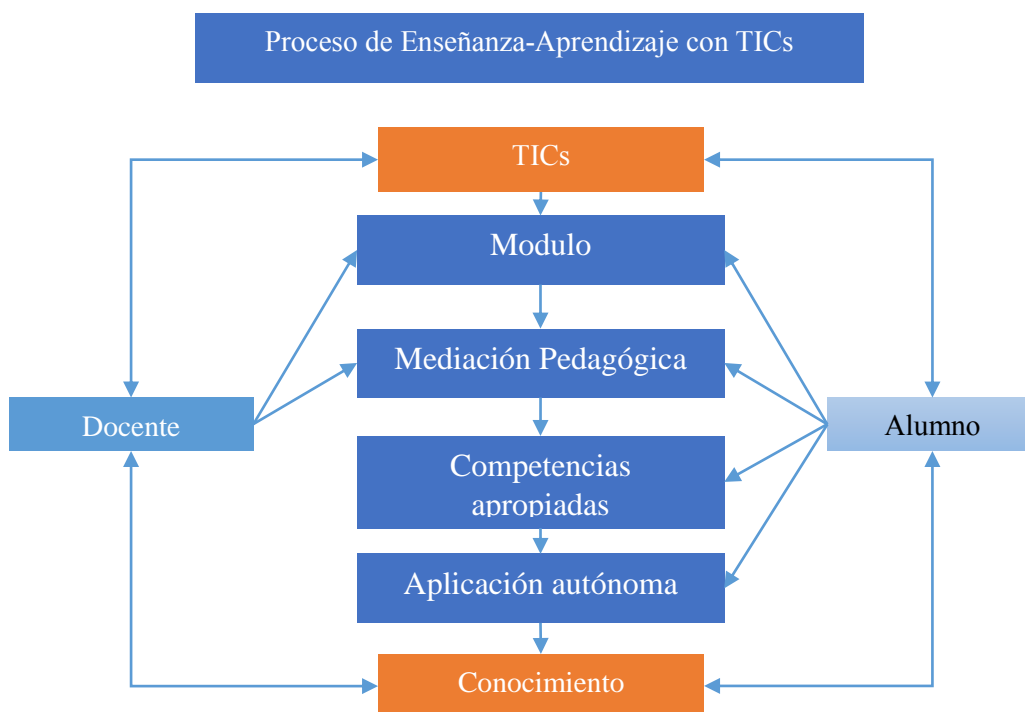 Proceso de Enseñanza-Aprendizaje con TICs
TICs
Modulo
Mediación Pedagógica
Docente
Alumno
Competencias
apropiadas
Aplicación autónoma
Conocimiento